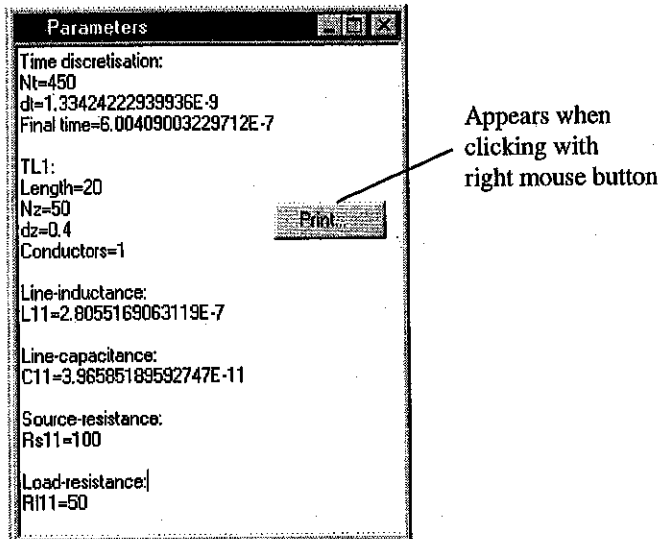 Parameters
Time discretisation:
Nt=450
dt=1.33424222939936E-9
Final time=6.00409003229712E-7
TL1:
Length=20
Nz=50
dz=0.4
Conductors=1
Line-inductance:
L11=2.8055169063119E-7
Line-capacitance:
C11=3.96585189592747E-11
Source-resistance:
Rs11=100
Load-resistance:
Rl11=50
Print...
Appears when
clicking with
right mouse button